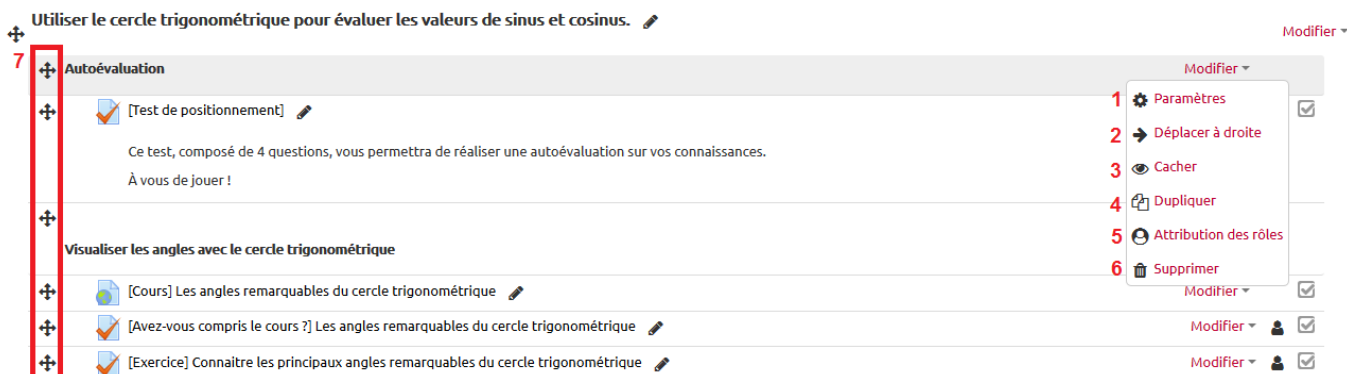 Utiliser le cercle trigonométrique pour évaluer les valeurs de sinus et cosinus.
Modifier
7
Autoévaluation
Modifier
1 Paramètres
[Test de positionnement]
2 Déplacer à droite
Ce test, composé de 4 questions, vous permettra de réaliser une autoévaluation sur vos connaissances.
3 Cacher
À vous de jouer !
4 Dupliquer
5 Attribution des rôles
Visualiser les angles avec le cercle trigonométrique
6 Supprimer
[Cours] Les angles remarquables du cercle trigonométrique
Modifier
[Avez-vous compris le cours ?] Les angles remarquables du cercle trigonométrique
Modifier
[Exercice] Connaitre les principaux angles remarquables du cercle trigonométrique
Modifier